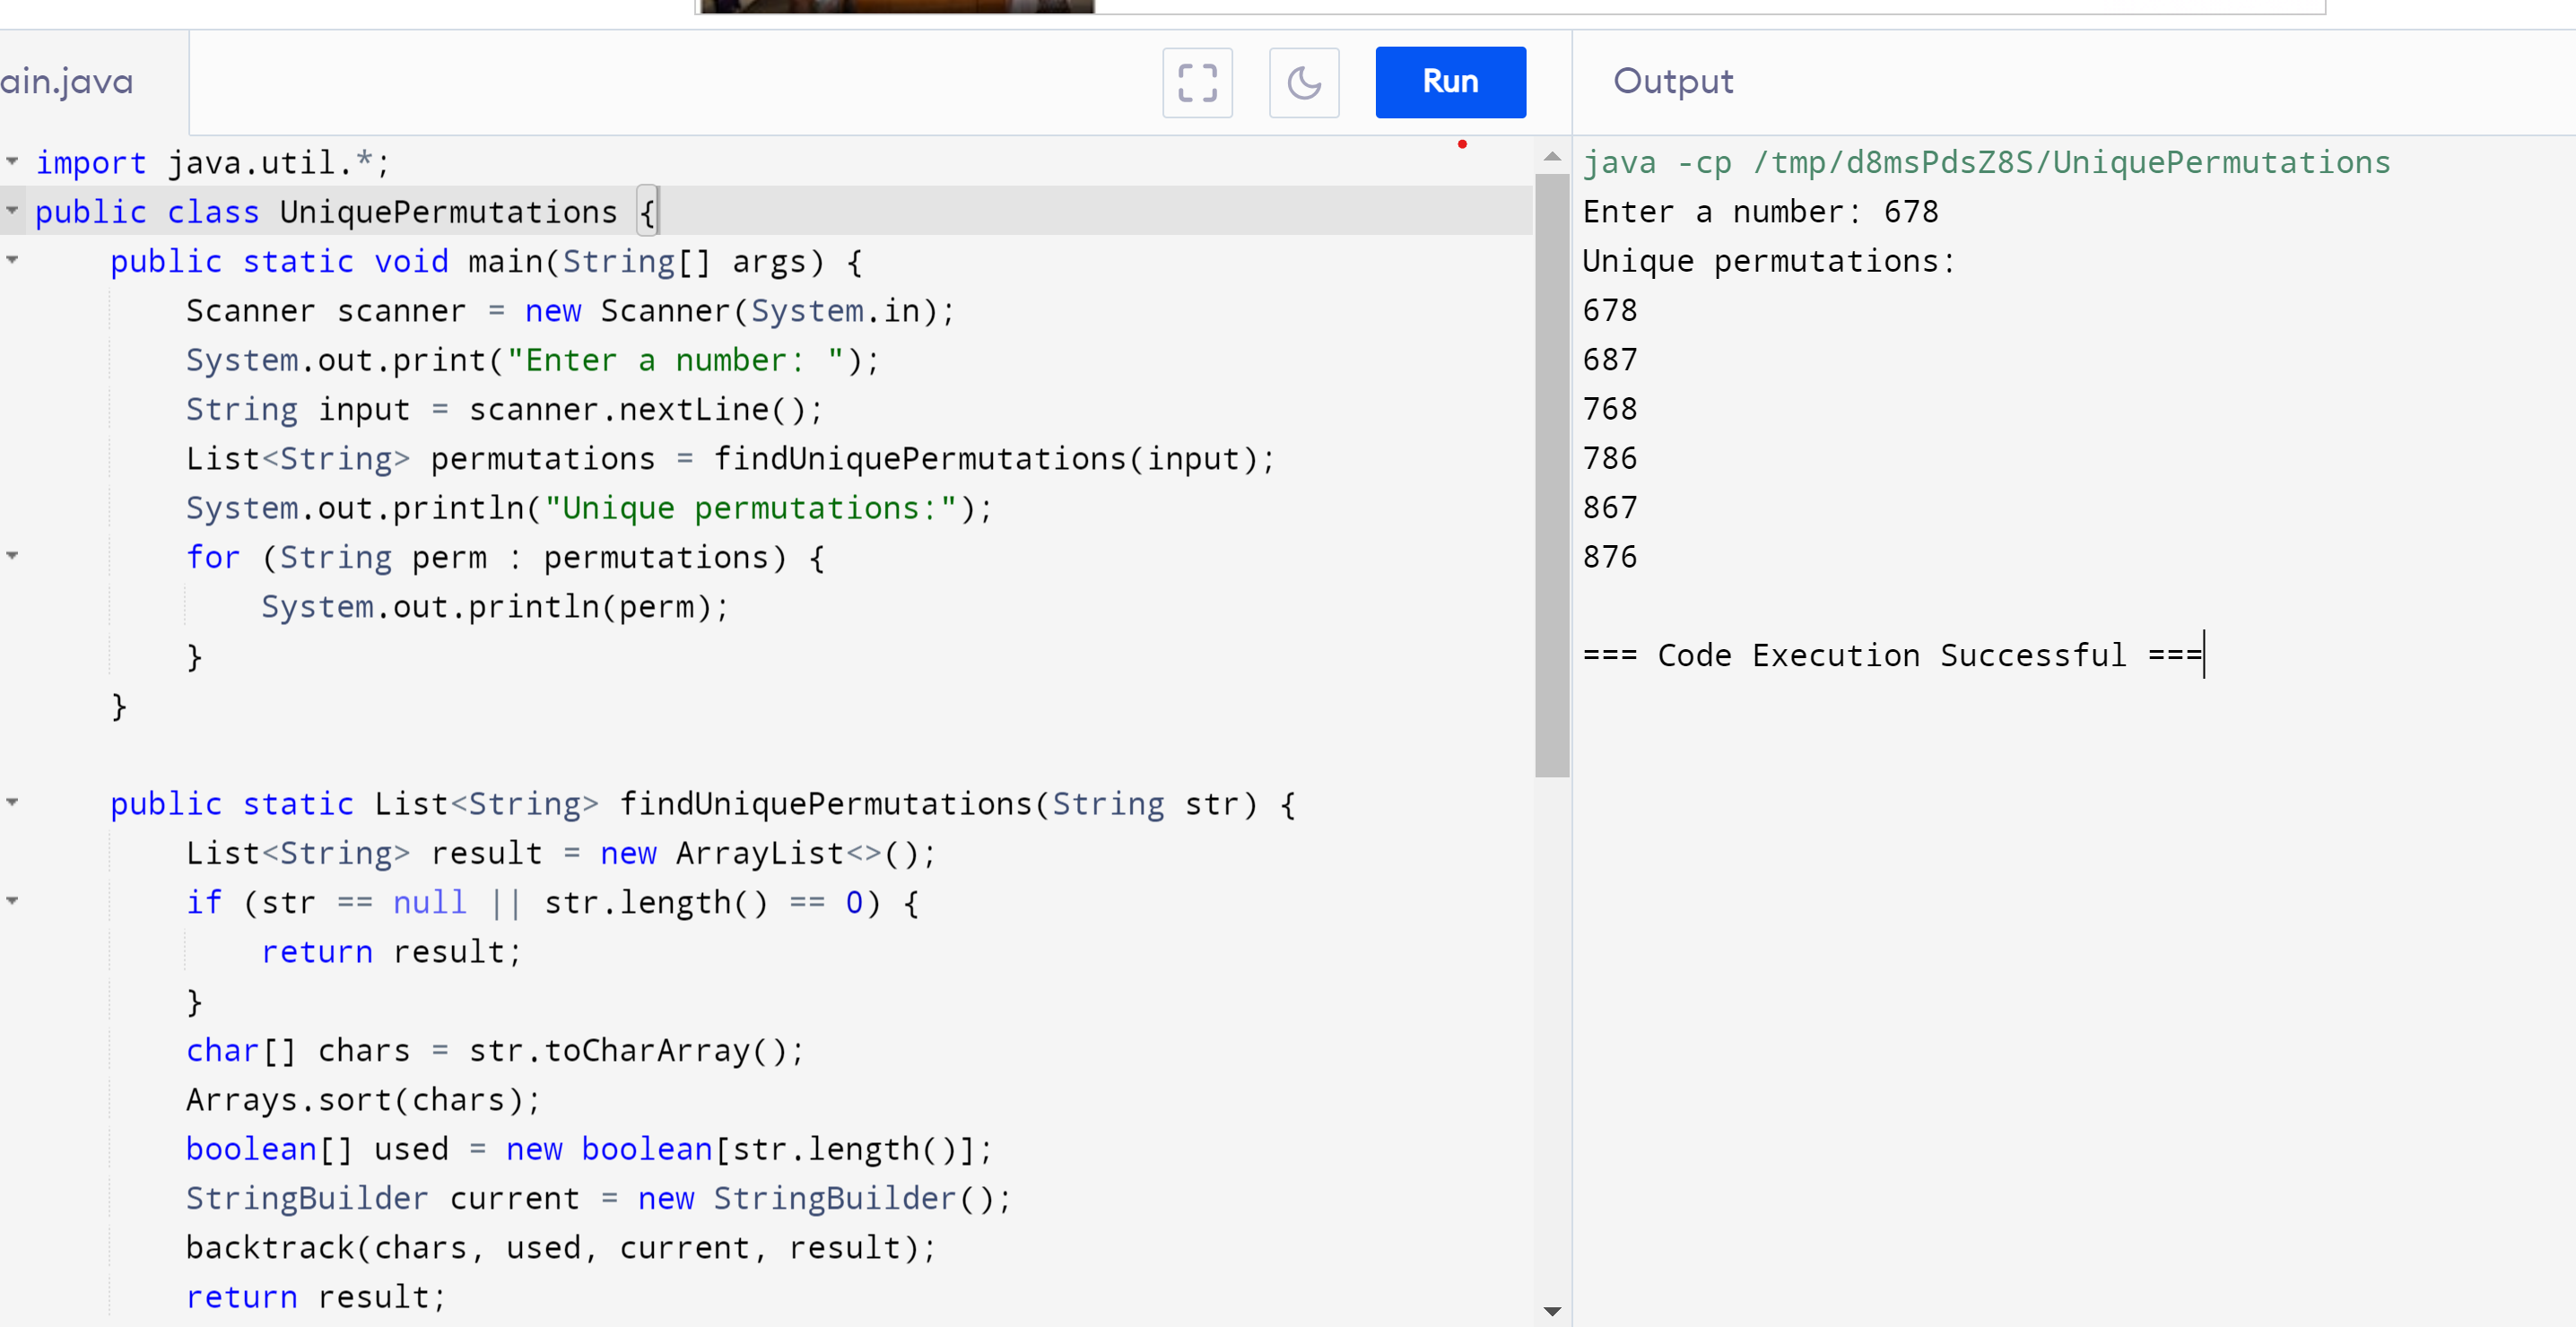 ain.java
Run
Output
import java.util.*;
public class UniquePermutations {
public static void main(String[] args) {
Scanner scanner = new Scanner(System.in);
System.out.print("Enter a number: ");
String input = scanner.nextLine();
List<String> permutations = findUniquePermutations(input);
System.out.println("Unique permutations:");
for (String perm : permutations) {
System.out.println(perm);
}
}
public static List<String> findUniquePermutations(String str) {
List<String> result = new ArrayList<>();
if (str == null || str.length() == 0) {
return result;
}
char[] chars = str.toCharArray();
Arrays.sort(chars);
boolean[] used = new boolean[str.length()];
StringBuilder current = new StringBuilder();
backtrack(chars, used, current, result);
return result;
java -cp /tmp/d8msPdsZ8S/UniquePermutations
Enter a number: 678
Unique permutations:
678
687
768
786
867
876
=== Code Execution Successful ===